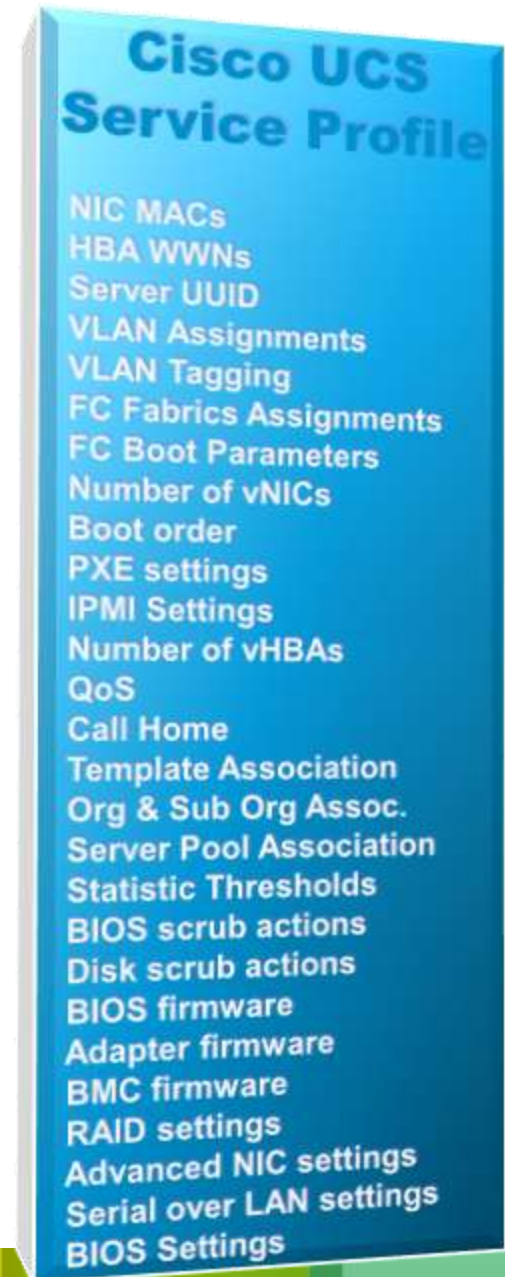 Cisco UCS
Service Profile
NIC MACs
HBA WWNs
Server UUID
VLAN Assignments
VLAN Tagging
FC Fabrics Assignments
FC Boot Parameters
Number of vNICs
Boot order
PXE settings
IPMI Settings
Number of vHBAs
QoS
Call Home
Template Association
Org & Sub Org Assoc.
Server Pool Association
Statistic Thresholds
BIOS scrub actions
Disk scrub actions
BIOS firmware
Adapter firmware
BMC firmware
RAID settings
Advanced NIC settings
Serial over LAN settings
BIOS Settings